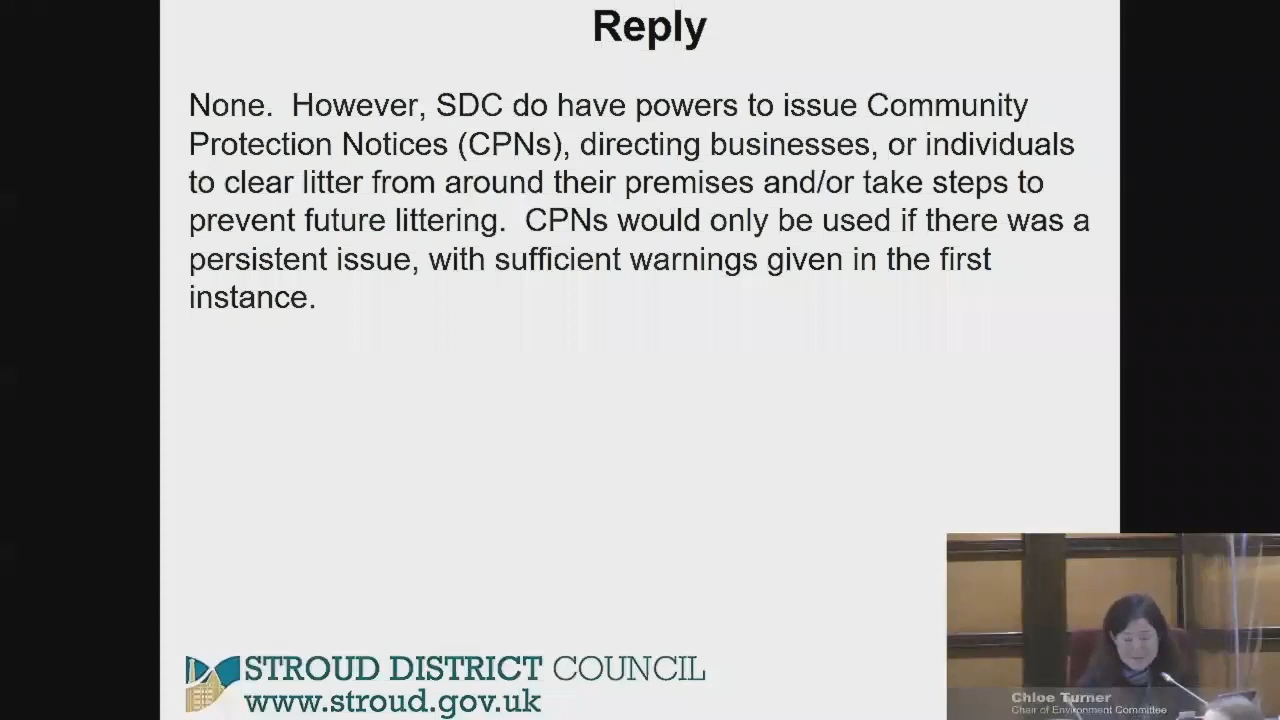 Reply
None.  However, SDC do have powers to issue Community
Protection Notices (CPNs), directing businesses, or individuals
to clear litter from around their premises and/or take steps to
prevent future littering.  CPNs would only be used if there was a
persistent issue, with sufficient warnings given in the first
instance.
STROUD DISTRICT COUNCIL
www.stroud.gov.uk
Chloe Turner
Chair of Environment Committee